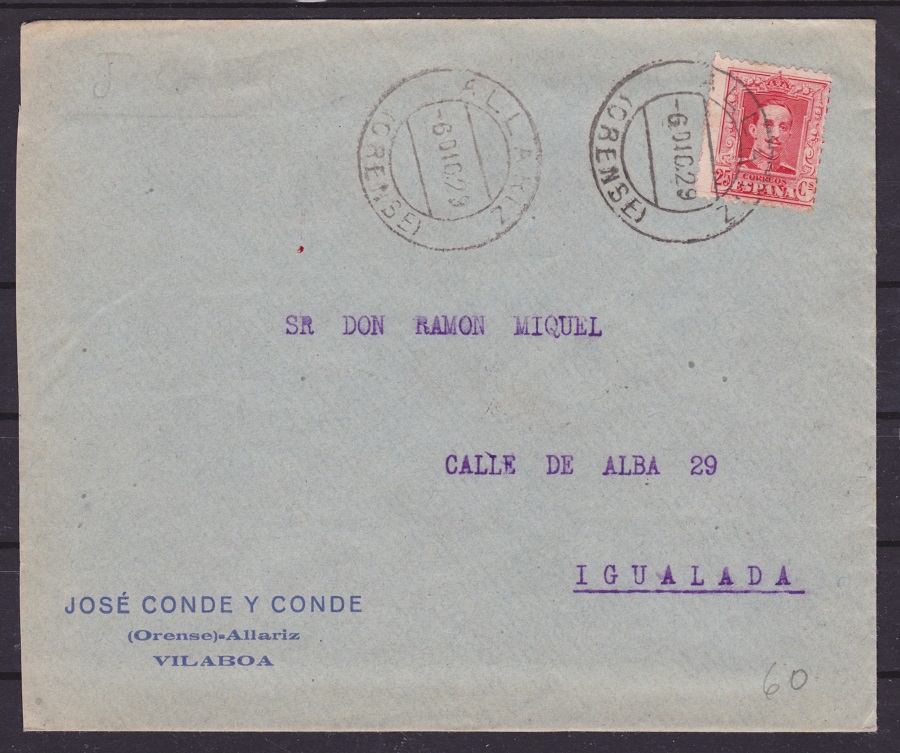 ALLARIZ
-6 DIC 29
(ORENSE)
-6 DIC 29
(ORENSE)
CORREOS
25 ESPAÑA Cs
SR DON RAMON MIQUEL
CALLE DE ALBA 29
IGUALADA
JOSÉ CONDE Y CONDE
(Orense)-Allariz
VILABOA
60